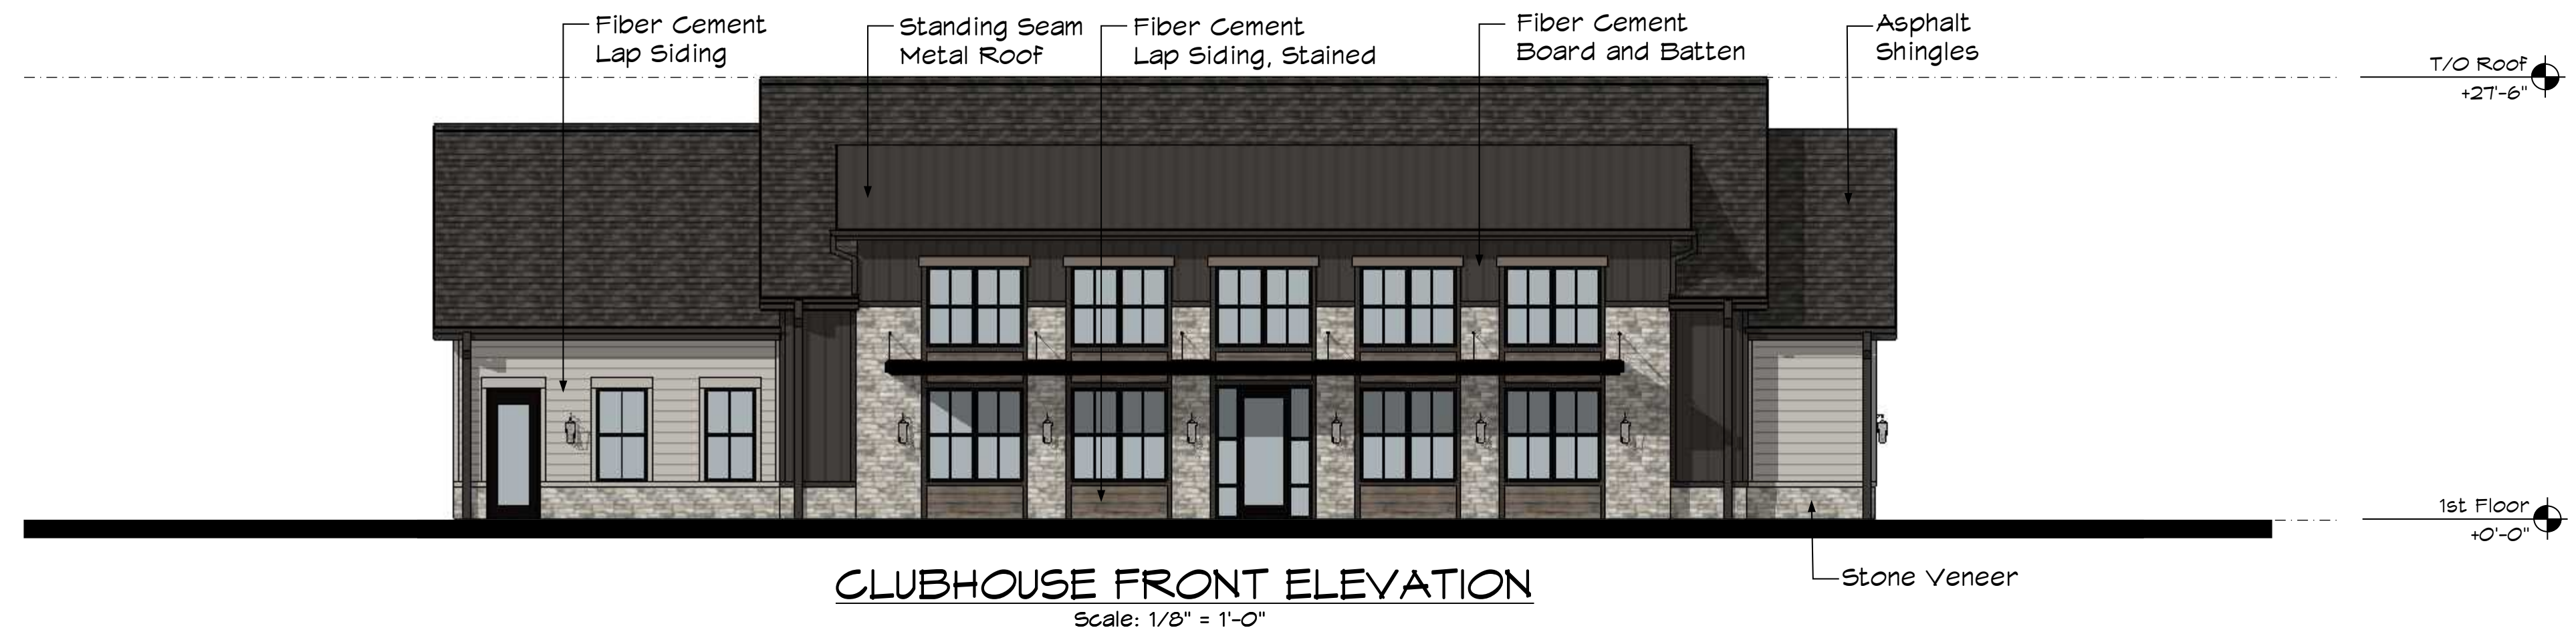 Fiber Cement
Lap Siding
Standing Seam
Metal Roof
Fiber Cement
Lap Siding, Stained
Fiber Cement
Board and Batten
Asphalt
Shingles
T/O Roof
+27'-6"
1st Floor
+0'-0"
Stone Veneer
CLUBHOUSE FRONT ELEVATION
Scale: 1/8" = 1'-0"